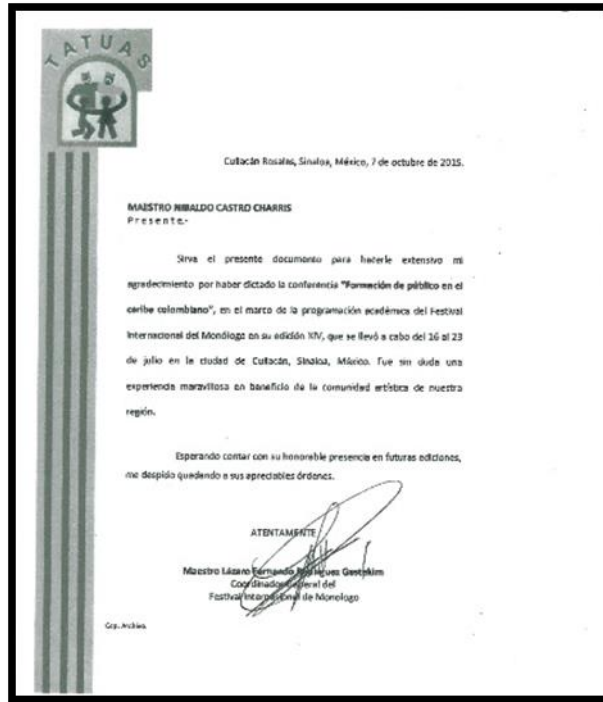 TATUAS
Culiacán Rosales, Sinaloa, México, 7 de octubre de 2015.
MAESTRO NIBALDO CASTRO CHARRIS
Presente.-
Sirva el presente documento para hacerle extensivo mi
agradecimiento por haber dictado la conferencia "Formación de público en el
caribe colombiano", en el marco de la programación académica del Festival
Internacional del Monólogo en su edición XIV, que se llevó a cabo del 16 al 23
de julio en la ciudad de Culiacán, Sinaloa, México. Fue sin duda una
experiencia maravillosa en beneficio de la comunidad artística de nuestra
región.
Esperando contar con su honorable presencia en futuras ediciones,
me despido quedando a sus apreciables órdenes.
ATENTAMENTE
Maestro Lázaro Fernando Rodríguez
Coordinador General del
Festival Internacional de Monologo
Ccp. Archivo.